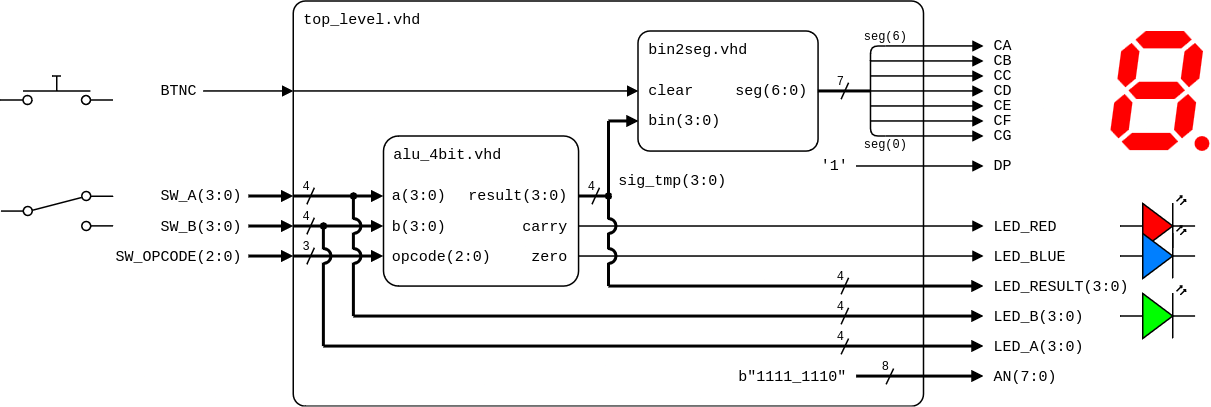 top_level.vhd
seg(6)
bin2seg.vhd
CA
CB
CC
BTNC
clear
seg(6:0)
7
CD
CE
bin(3:0)
CF
CG
seg(0)
alu_4bit.vhd
'1'
DP
sig_tmp(3:0)
SW_A(3:0)
4
a(3:0)
result(3:0)
4
SW_B(3:0)
4
b(3:0)
carry
LED_RED
SW_OPCODE(2:0)
3
opcode(2:0)
zero
LED_BLUE
4
LED_RESULT(3:0)
4
LED_B(3:0)
4
LED_A(3:0)
b"1111_1110"
8
AN(7:0)